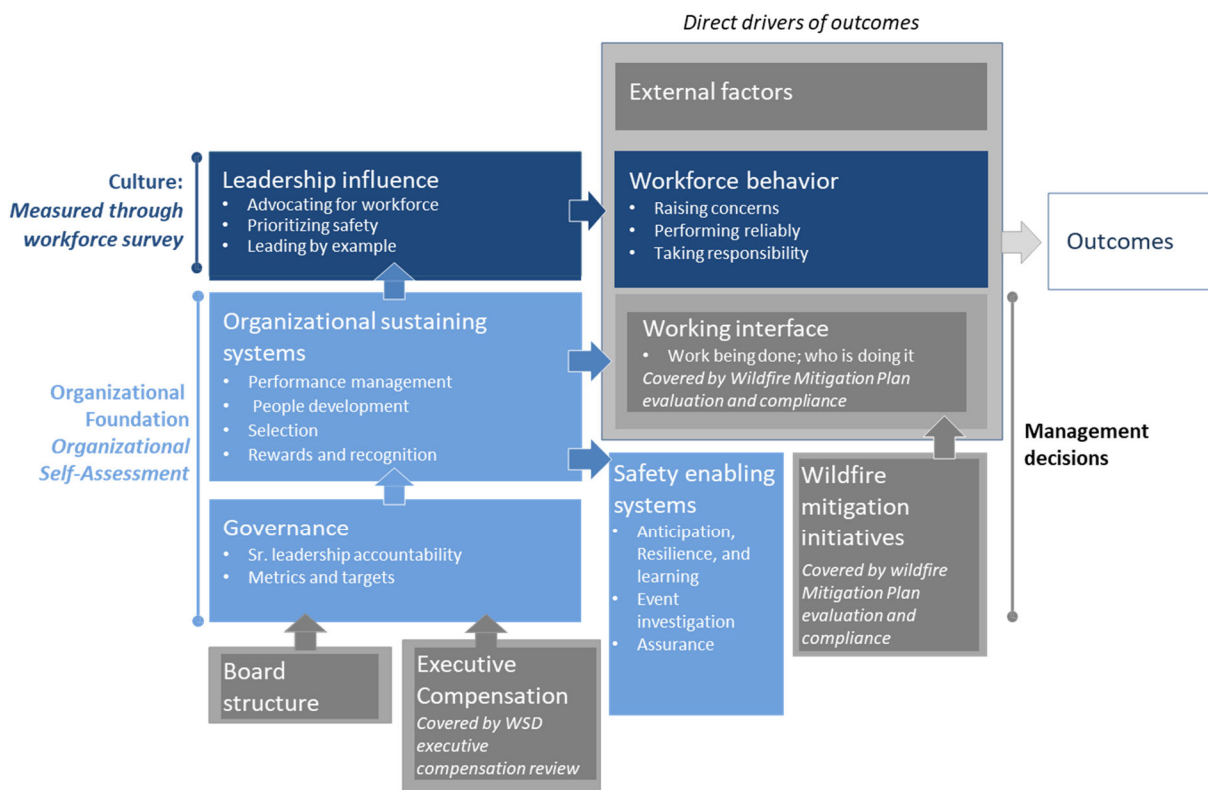 Direct drivers of outcomes
External factors
Culture:
Measured through
workforce survey
Leadership influence
• Advocating for workforce
• Prioritizing safety
• Leading by example
Workforce behavior
• Raising concerns
• Performing reliably
• Taking responsibility
Outcomes
Organizational
Foundation
Organizational
Self-Assessment
Organizational sustaining
systems
• Performance management
• People development
• Selection
• Rewards and recognition
Working interface
• Work being done; who is doing it
Covered by Wildfire Mitigation Plan
evaluation and compliance
Management
decisions
Governance
• Sr. leadership accountability
• Metrics and targets
Safety enabling
systems
• Anticipation,
Resilience, and
learning
• Event
investigation
• Assurance
Wildfire
mitigation
initiatives
Covered by wildfire
Mitigation Plan
evaluation and
compliance
Board
structure
Executive
Compensation
Covered by WSD
executive
compensation review